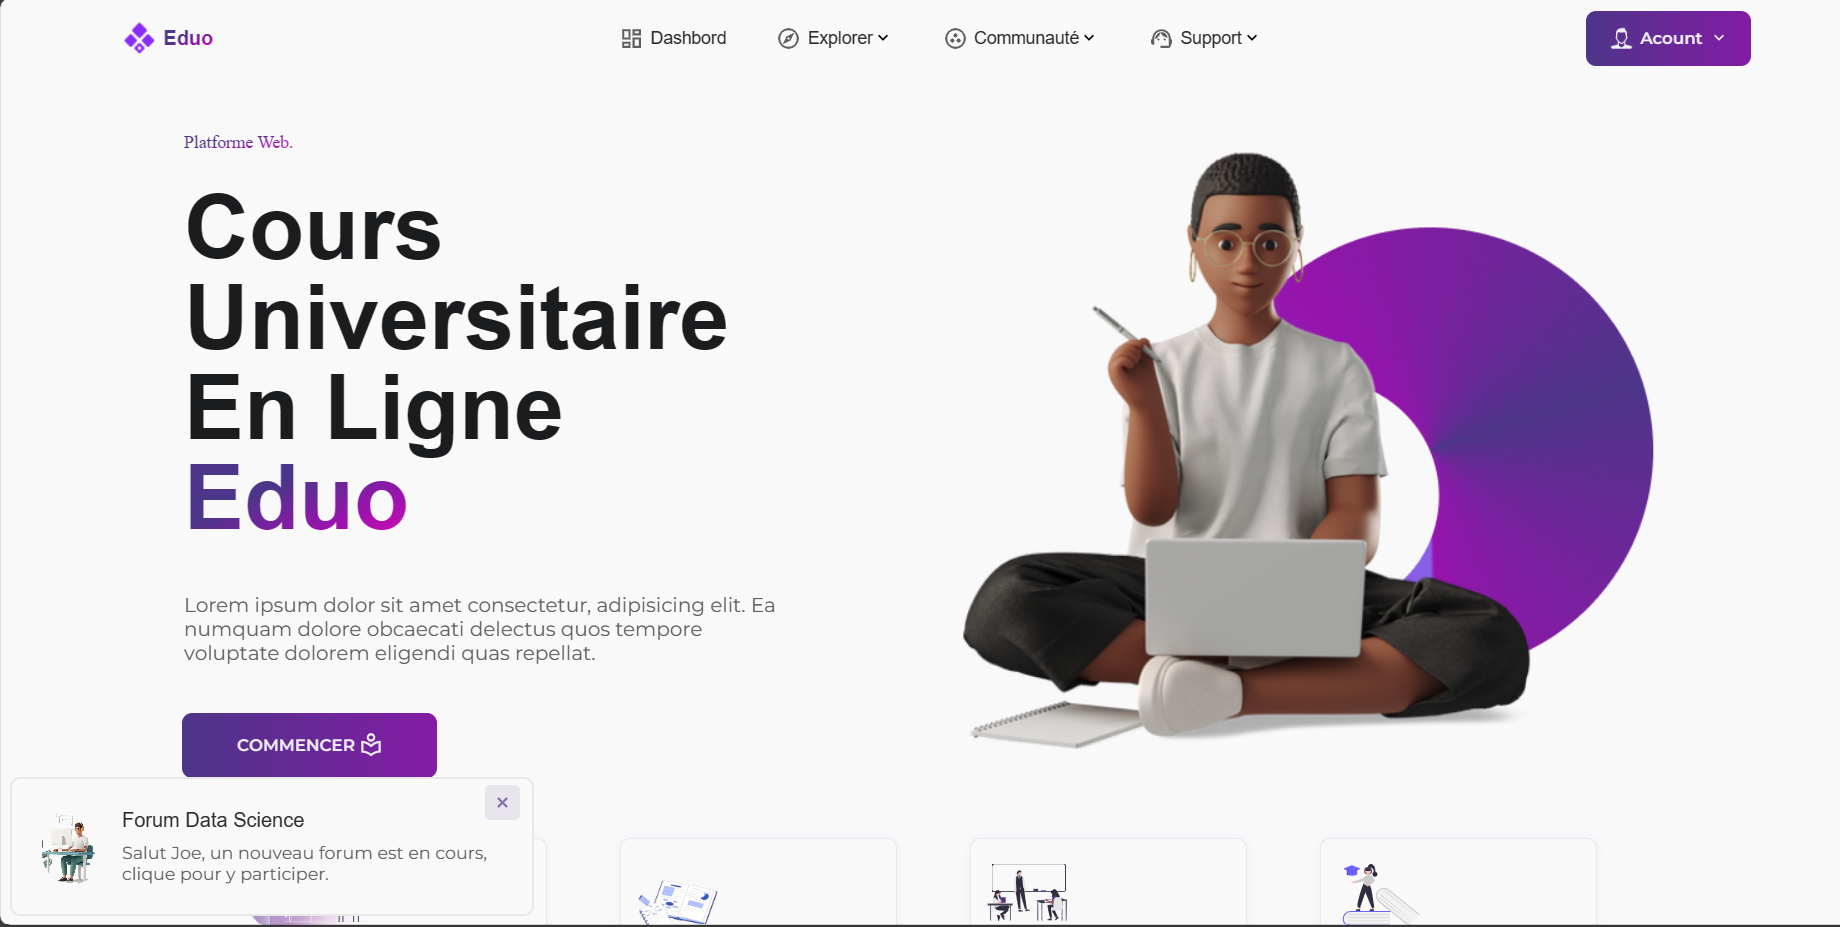 Eduo
Dashbord
Explorer
Communauté
Support
Acount
Platforme Web.
Cours
Universitaire
En Ligne
Eduo
Lorem ipsum dolor sit amet consectetur, adipisicing elit. Ea
numquam dolore obcaecati delectus quos tempore
voluptate dolorem eligendi quas repellat.
COMMENCER
Forum Data Science
Salut Joe, un nouveau forum est en cours,
clique pour y participer.